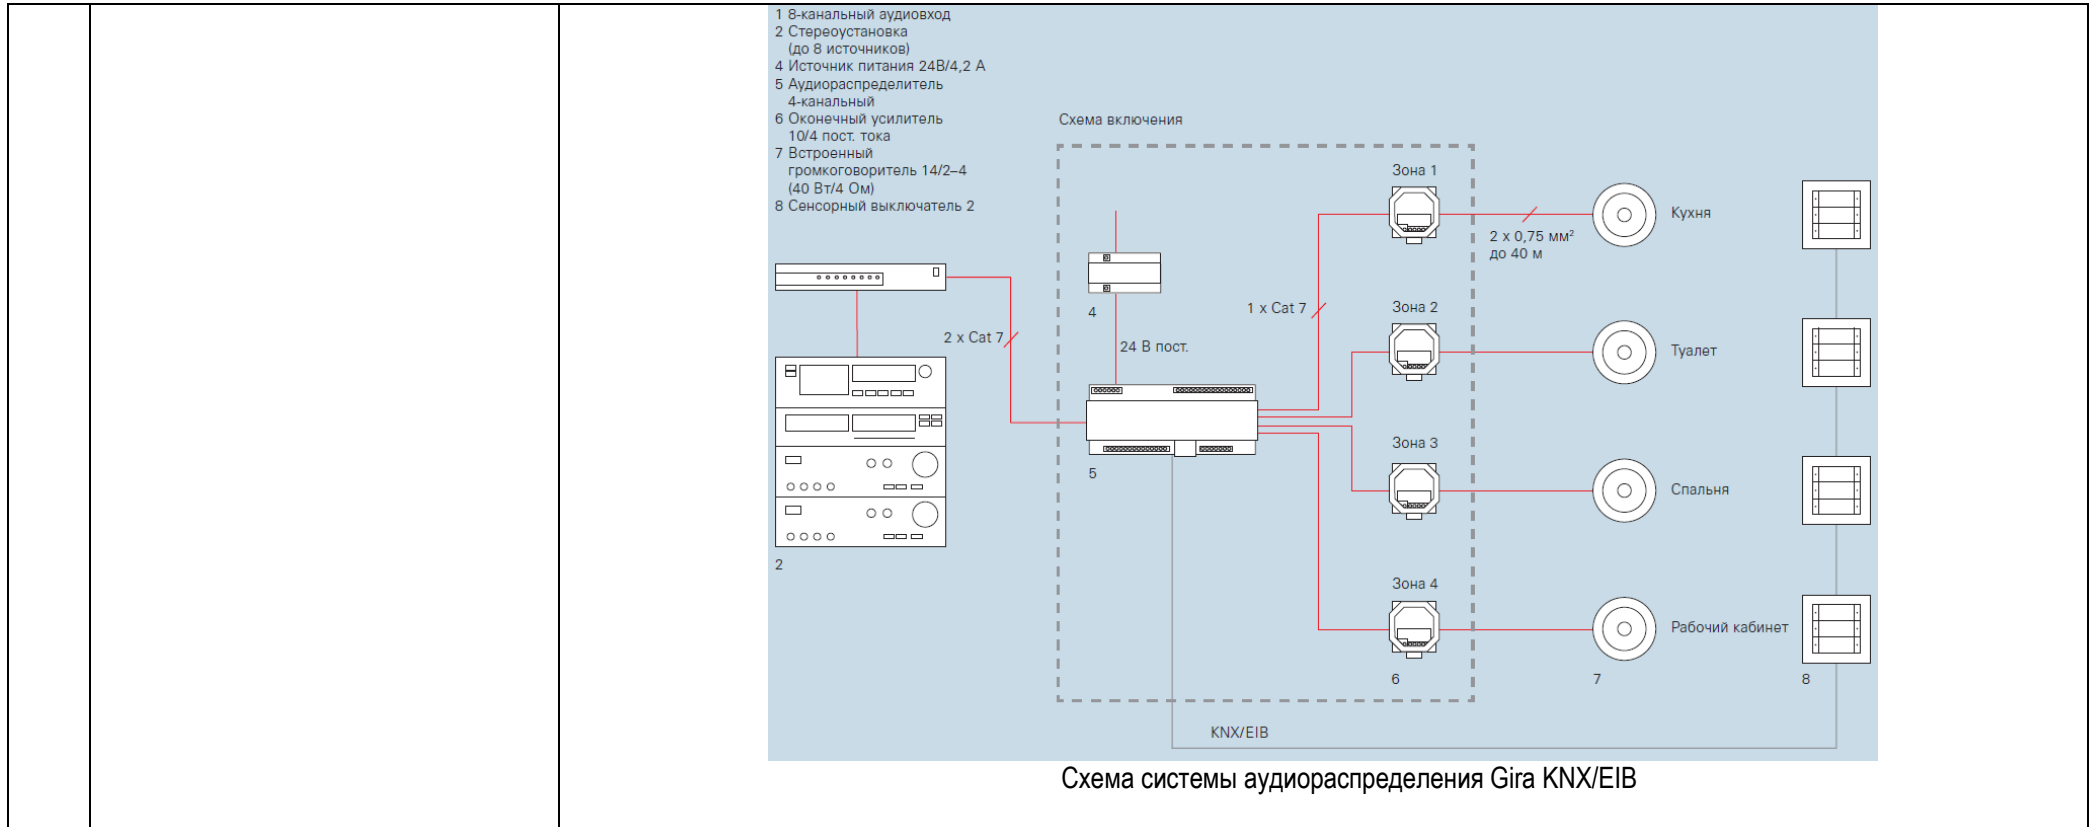 1 8-канальный аудиовход
2 Стереоустановка
(до 8 источников)
4 Источник питания 24В/4,2 А
5 Аудиораспределитель
4-канальный
6 Оконечный усилитель
10/4 пост. тока
7 Встроенный
громкоговоритель 14/2–4
(40 Вт/4 Ом)
8 Сенсорный выключатель 2
Схема включения
Зона 1
Кухня
2 x 0,75 мм²
до 40 м
4
1 x Cat 7
Зона 2
2 x Cat 7
24 В пост.
Туалет
Зона 3
5
Спальня
2
Зона 4
Рабочий кабинет
6
7
8
KNX/EIB
Схема системы аудиораспределения Gira KNX/EIB